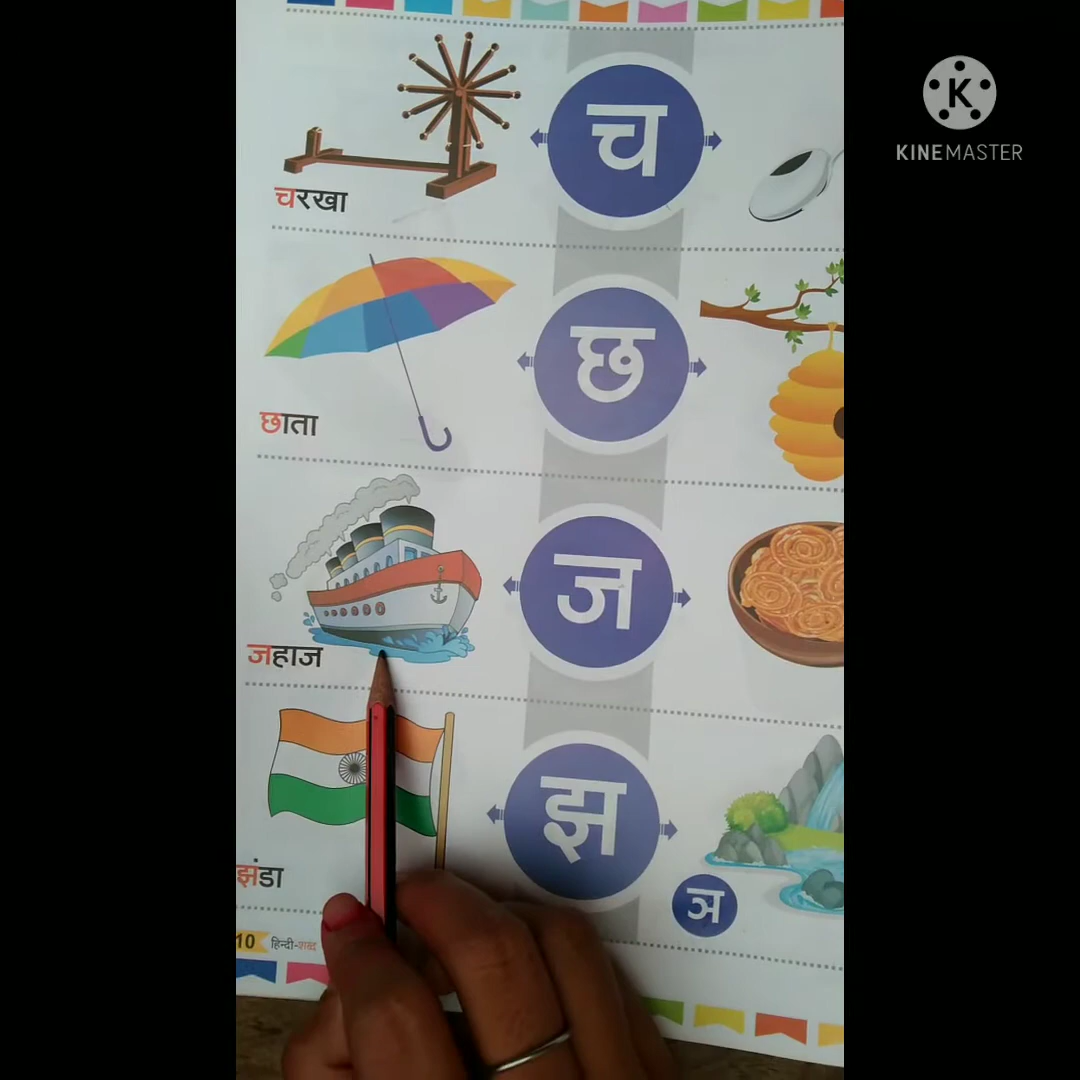 च
चरखा
छ
छाता
ज
जहाज
झ
झंडा
ञ
10 हिन्दी-शब्द
K
KINEMASTER